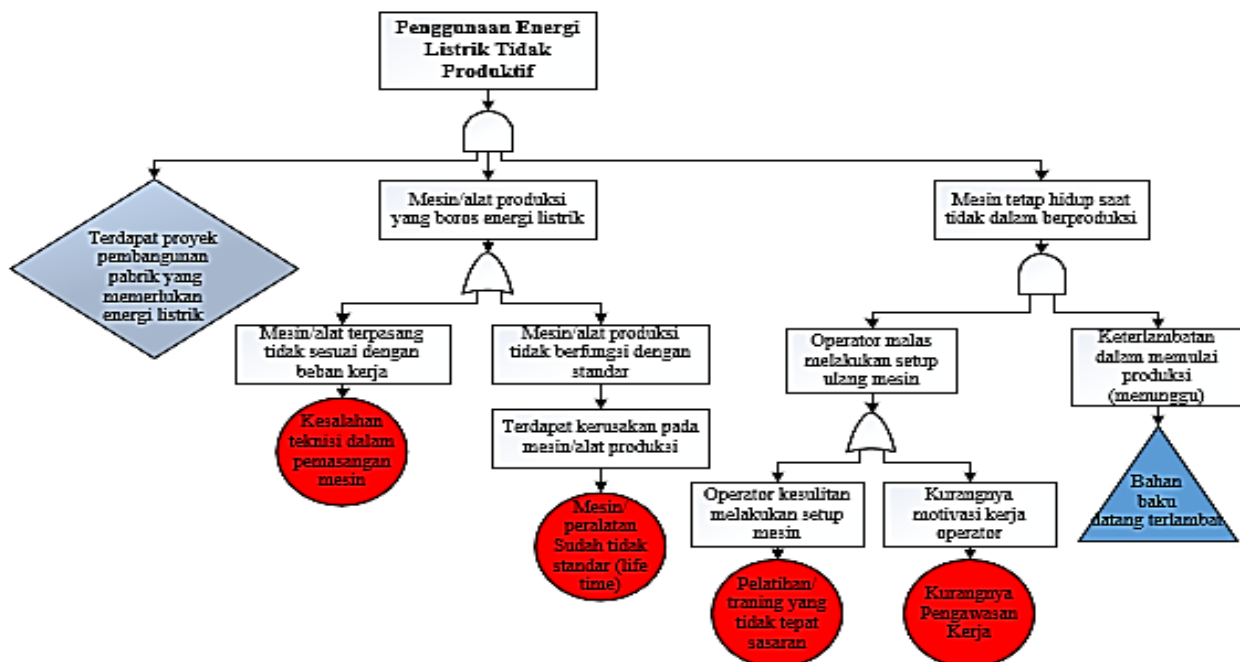 Penggunaan Energi
Listrik Tidak
Produktif
Terdapat proyek
pembangunan
pabrik yang
memerlukan
energi listrik
Mesin/alat produksi
yang boros energi listrik
Mesin tetap hidup saat
tidak dalam berproduksi
Mesin/alat terpasang
tidak sesuai dengan
beban kerja
Mesin/alat produksi
tidak berfungsi dengan
standar
Operator malas
melakukan setup
ulang mesin
Keterlambatan
dalam memulai
produksi
(menunggu)
Kesalahan
teknisi dalam
pemasangan
mesin
Terdapat kerusakan pada
mesin/alat produksi
Mesin/
peralatan
Sudah tidak
standar (life
time)
Operator kesulitan
melakukan setup
mesin
Kurangnya
motivasi kerja
operator
Bahan
baku
datang terlambat
Pelatihan/
traning yang
tidak tepat
sasaran
Kurangnya
Pengawasan
Kerja